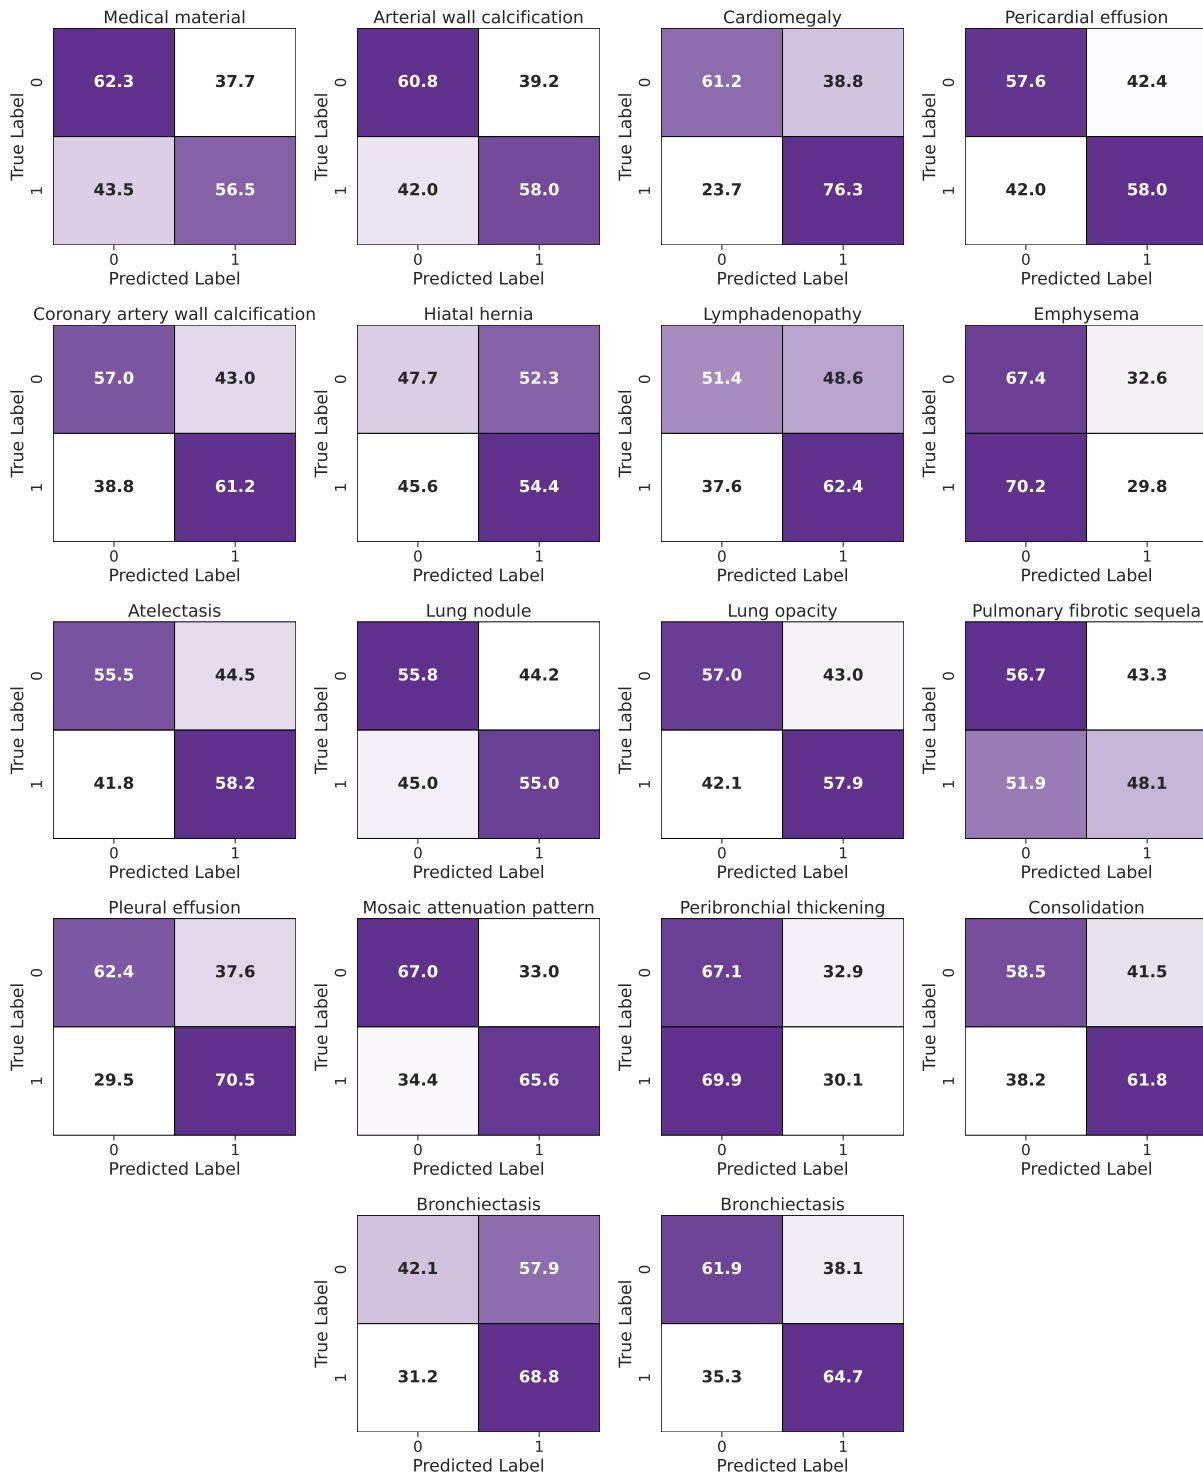 Medical material
True Label
0
62.3
37.7
1
43.5
56.5
0
1
Predicted Label
Arterial wall calcification
True Label
0
60.8
39.2
1
42.0
58.0
0
1
Predicted Label
Cardiomegaly
True Label
0
61.2
38.8
1
23.7
76.3
0
1
Predicted Label
Pericardial effusion
True Label
0
57.6
42.4
1
42.0
58.0
0
1
Predicted Label
Coronary artery wall calcification
True Label
0
57.0
43.0
1
38.8
61.2
0
1
Predicted Label
Hiatal hernia
True Label
0
47.7
52.3
1
45.6
54.4
0
1
Predicted Label
Lymphadenopathy
True Label
0
51.4
48.6
1
37.6
62.4
0
1
Predicted Label
Emphysema
True Label
0
67.4
32.6
1
70.2
29.8
0
1
Predicted Label
Atelectasis
True Label
0
55.5
44.5
1
41.8
58.2
0
1
Predicted Label
Lung nodule
True Label
0
55.8
44.2
1
45.0
55.0
0
1
Predicted Label
Lung opacity
True Label
0
57.0
43.0
1
42.1
57.9
0
1
Predicted Label
Pulmonary fibrotic sequela
True Label
0
56.7
43.3
1
51.9
48.1
0
1
Predicted Label
Pleural effusion
True Label
0
62.4
37.6
1
29.5
70.5
0
1
Predicted Label
Mosaic attenuation pattern
True Label
0
67.0
33.0
1
34.4
65.6
0
1
Predicted Label
Peribronchial thickening
True Label
0
67.1
32.9
1
69.9
30.1
0
1
Predicted Label
Consolidation
True Label
0
58.5
41.5
1
38.2
61.8
0
1
Predicted Label
Bronchiectasis
True Label
0
42.1
57.9
1
31.2
68.8
0
1
Predicted Label
Bronchiectasis
True Label
0
61.9
38.1
1
35.3
64.7
0
1
Predicted Label